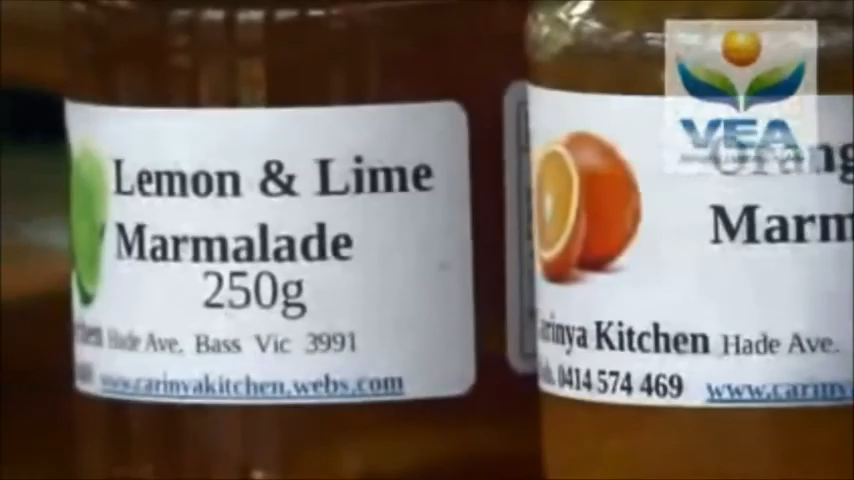 Lemon & Lime
Marmalade
250g
Hade Ave, Bass Vic 3991
www.carinyakitchen.webs.com
VEA
Marm
arinya Kitchen Hade Ave.
0414 574 469 www.cariny